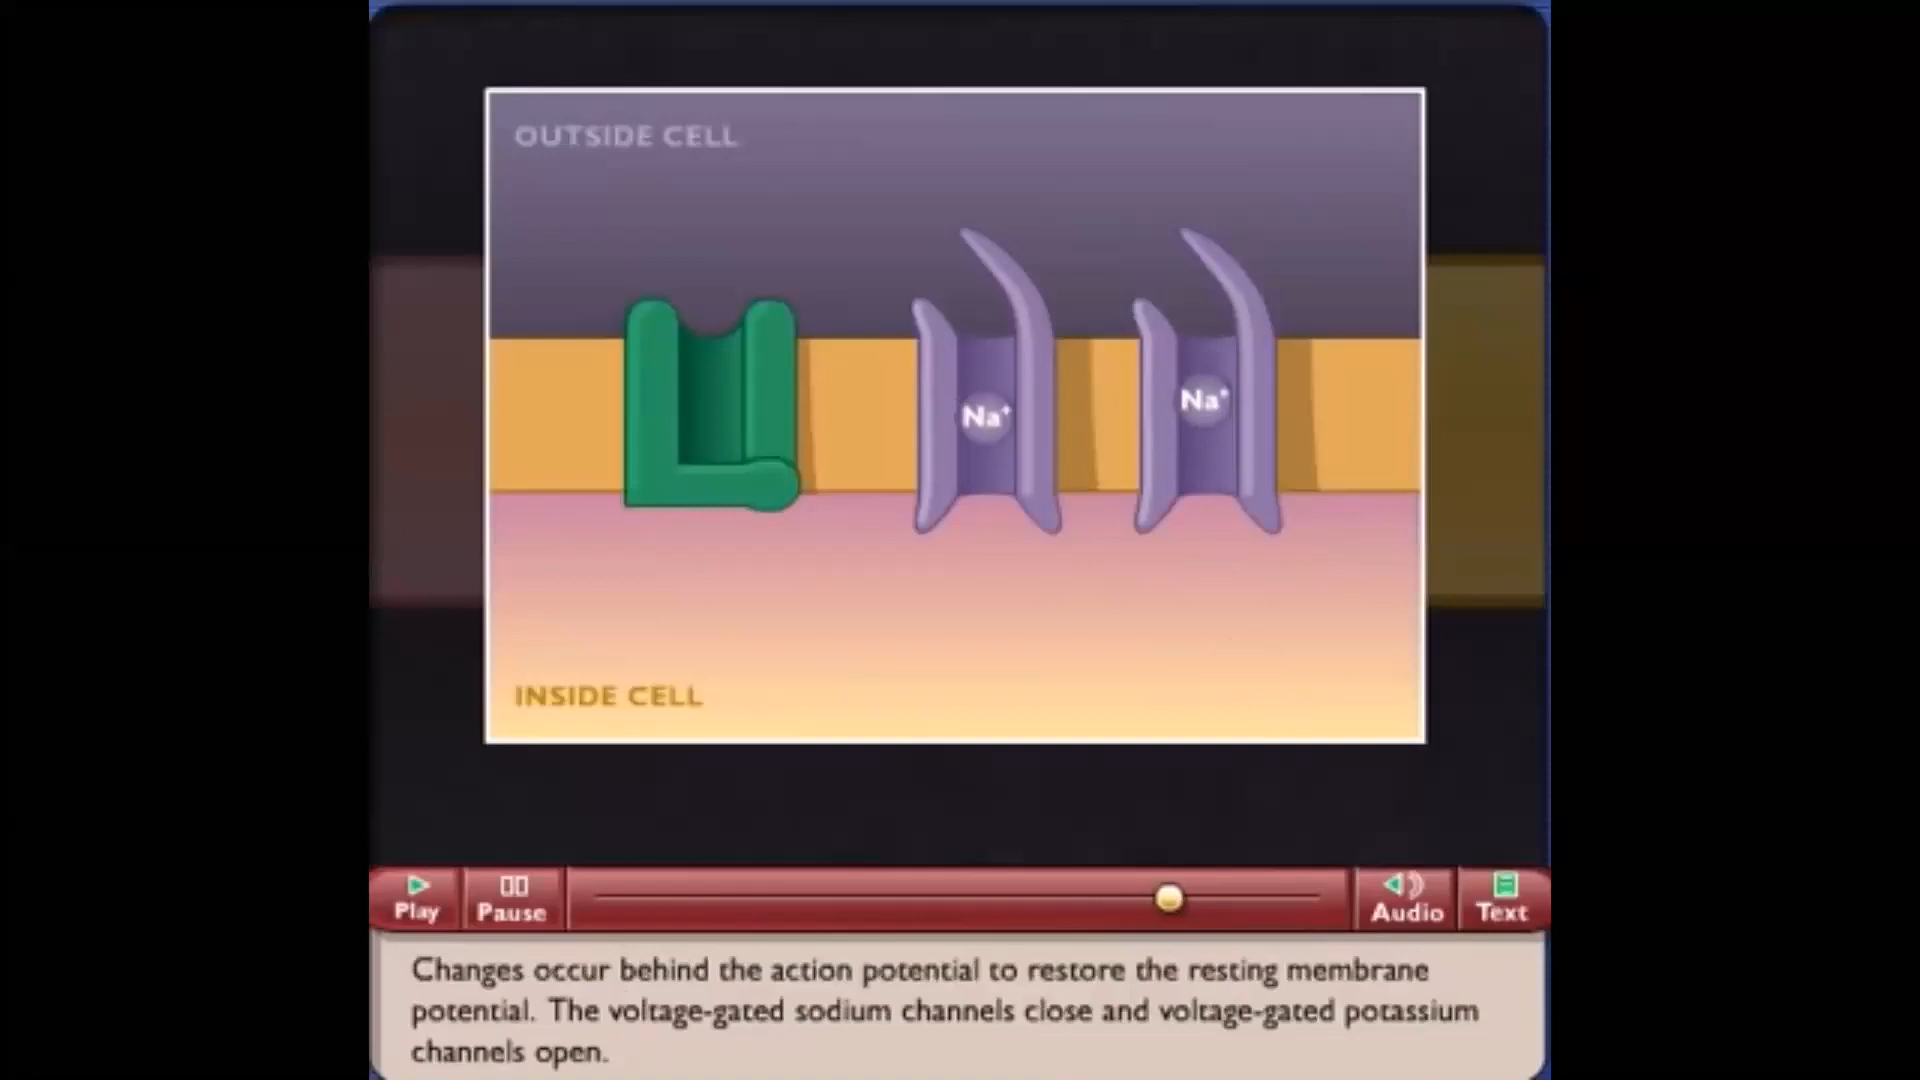 OUTSIDE CELL
Na⁺
Na⁺
INSIDE CELL
Play
Pause
Audio
Text
Changes occur behind the action potential to restore the resting membrane
potential. The voltage-gated sodium channels close and voltage-gated potassium
channels open.